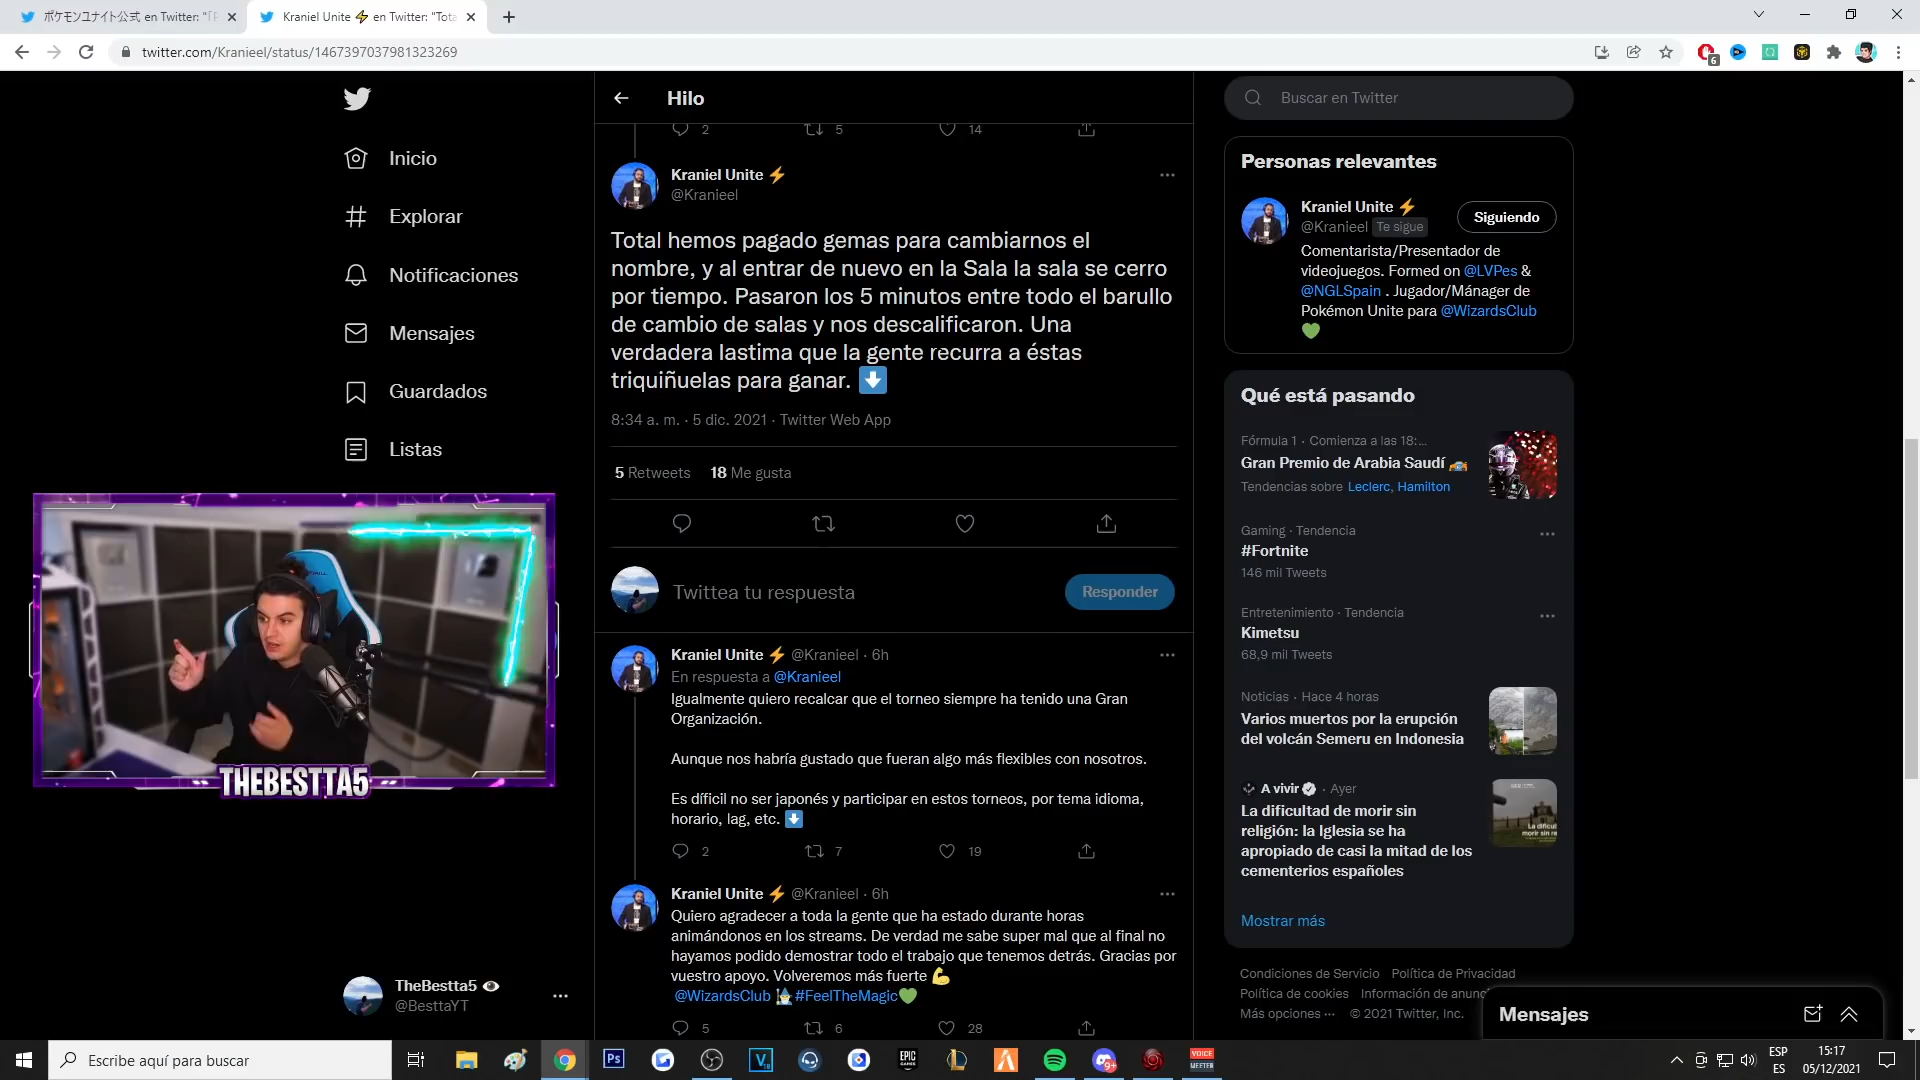 ポケモンユナイト公式 en Twitter: "「F
Kraniel Unite ⚡ en Twitter: "Tota
twitter.com/Kranieel/status/1467397037981323269
6
Inicio
Explorar
Notificaciones
Mensajes
Guardados
Listas
THEBESTTA5
TheBestta5 👁
@BesttaYT
Hilo
2 5 14
Kraniel Unite ⚡
@Kranieel
Total hemos pagado gemas para cambiarnos el
nombre, y al entrar de nuevo en la Sala la sala se cerro
por tiempo. Pasaron los 5 minutos entre todo el barullo
de cambio de salas y nos descalificaron. Una
verdadera lastima que la gente recurra a éstas
triquiñuelas para ganar. ⬇
8:34 a. m. · 5 dic. 2021 · Twitter Web App
5 Retweets 18 Me gusta
Twittea tu respuesta
Responder
Kraniel Unite ⚡ @Kranieel · 6h
En respuesta a @Kranieel
Igualmente quiero recalcar que el torneo siempre ha tenido una Gran
Organización.
Aunque nos habría gustado que fueran algo más flexibles con nosotros.
Es díficil no ser japonés y participar en estos torneos, por tema idioma,
horario, lag, etc. ⬇
2 7 19
Kraniel Unite ⚡ @Kranieel · 6h
Quiero agradecer a toda la gente que ha estado durante horas
animándonos en los streams. De verdad me sabe super mal que al final no
hayamos podido demostrar todo el trabajo que tenemos detrás. Gracias por
vuestro apoyo. Volveremos más fuerte 💪
@WizardsClub 🧙‍♂️#FeelTheMagic💚
5 6 28
Buscar en Twitter
Personas relevantes
Kraniel Unite ⚡
@Kranieel Te sigue
Siguiendo
Comentarista/Presentador de
videojuegos. Formed on @LVPes &
@NGLSpain . Jugador/Mánager de
Pokémon Unite para @WizardsClub
💚
Qué está pasando
Fórmula 1 · Comienza a las 18:...
Gran Premio de Arabia Saudí
Tendencias sobre Leclerc, Hamilton
Gaming · Tendencia
#Fortnite
146 mil Tweets
Entretenimiento · Tendencia
Kimetsu
68,9 mil Tweets
Noticias · Hace 4 horas
Varios muertos por la erupción
del volcán Semeru en Indonesia
A vivir · Ayer
La dificultad de morir sin
religión: la Iglesia se ha
apropiado de casi la mitad de los
cementerios españoles
Mostrar más
Condiciones de Servicio Política de Privacidad
Política de cookies Información de anunc
Más opciones ··· © 2021 Twitter, Inc.
Mensajes
Escribe aquí para buscar
Ps
EPIC
GAMES
9+
VOICE
MEETER
ESP
ES
15:17
05/12/2021